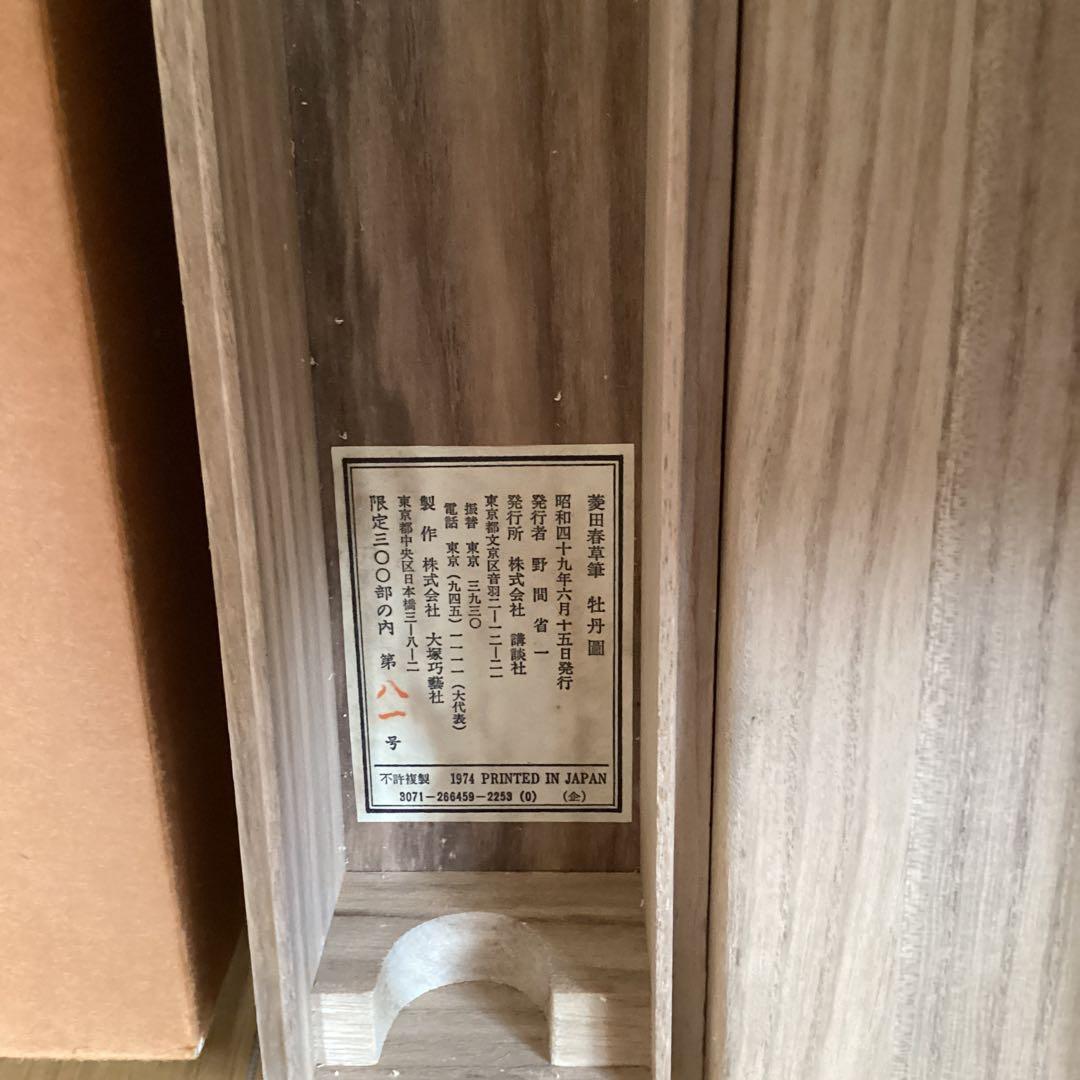 菱田春草筆 牡丹圖
昭和四十九年六月十五日発行
発行者 野間省一
発行所 株式会社 講談社
東京都文京区音羽二ー一二ー二一
振替 東京 三九三〇
電話 東京（九四五）一一一一（大代表）
製作 株式会社 大塚巧藝社
東京都中央区日本橋三ー八ー二
限定三〇〇部の内 第八一号
不許複製 1974 PRINTED IN JAPAN
3071-266459-2253 (0) (企)